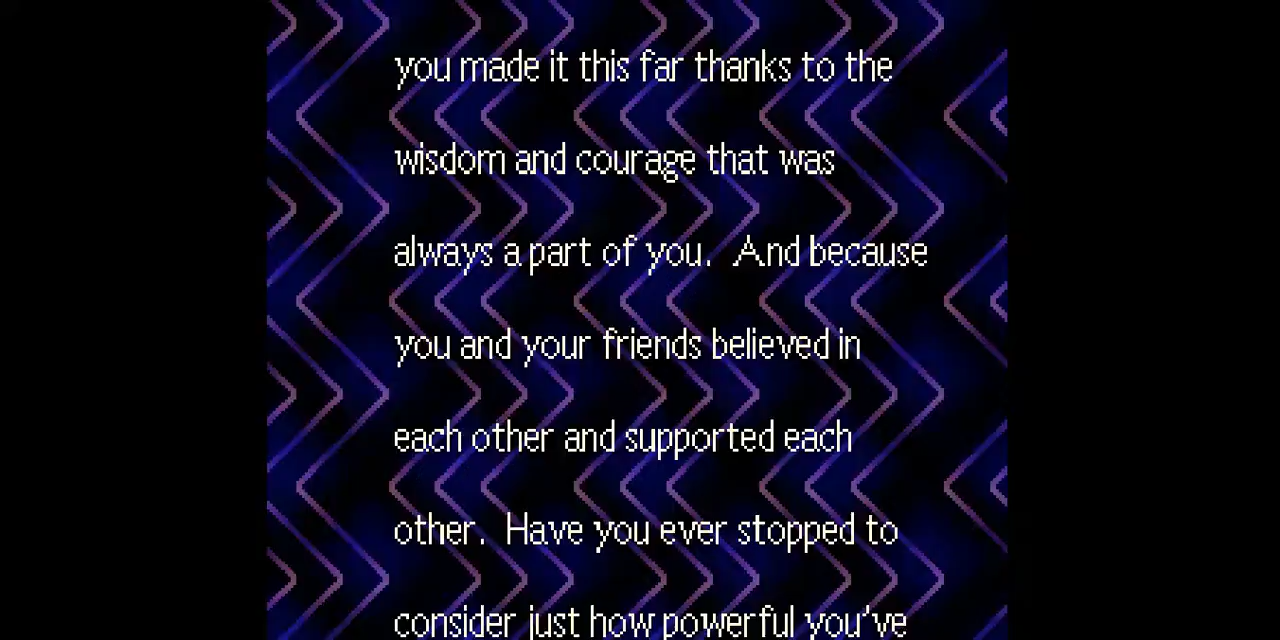 you made it this far thanks to the
wisdom and courage that was
always a part of you.  And because
you and your friends believed in
each other and supported each
other.  Have you ever stopped to
consider just how powerful you've